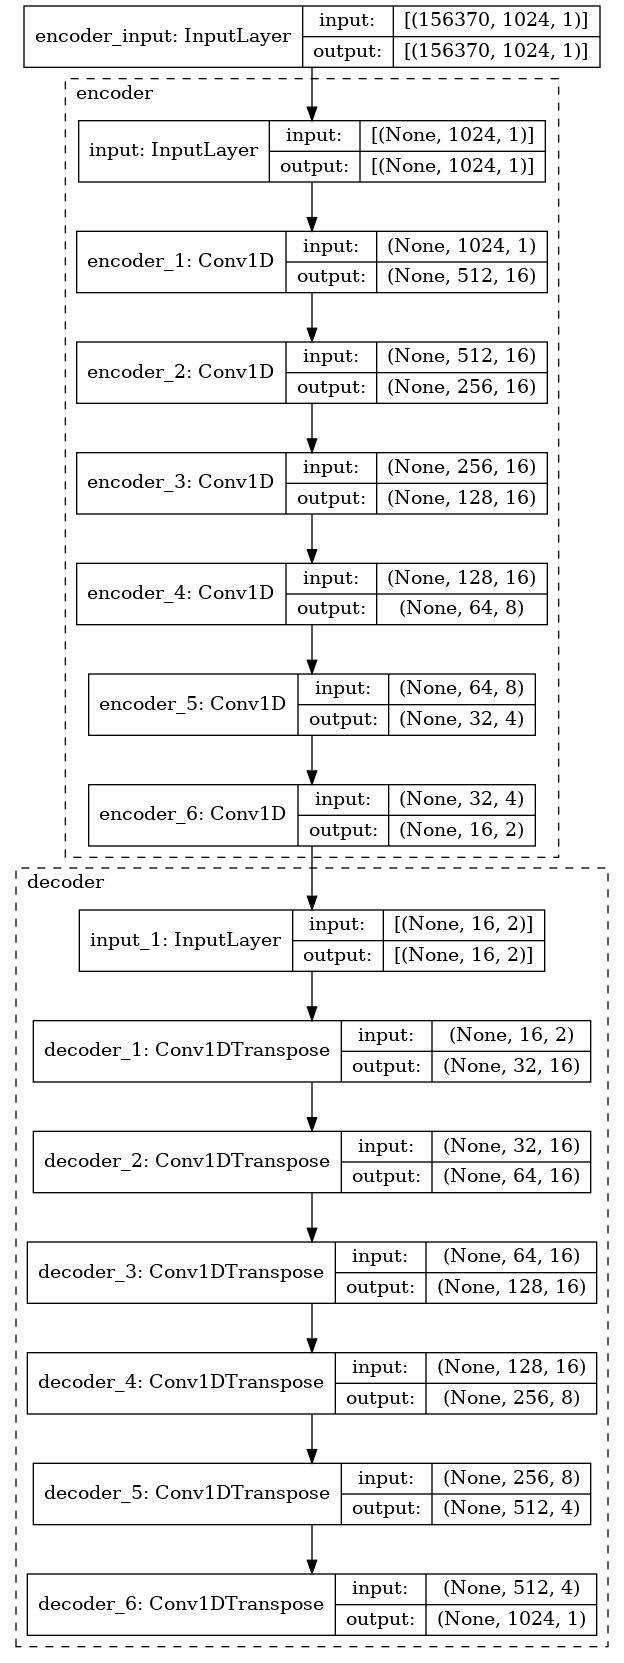 encoder_input: InputLayer
input: [(156370, 1024, 1)]
output: [(156370, 1024, 1)]
encoder
input: InputLayer
input: [(None, 1024, 1)]
output: [(None, 1024, 1)]
encoder_1: Conv1D
input: (None, 1024, 1)
output: (None, 512, 16)
encoder_2: Conv1D
input: (None, 512, 16)
output: (None, 256, 16)
encoder_3: Conv1D
input: (None, 256, 16)
output: (None, 128, 16)
encoder_4: Conv1D
input: (None, 128, 16)
output: (None, 64, 8)
encoder_5: Conv1D
input: (None, 64, 8)
output: (None, 32, 4)
encoder_6: Conv1D
input: (None, 32, 4)
output: (None, 16, 2)
decoder
input_1: InputLayer
input: [(None, 16, 2)]
output: [(None, 16, 2)]
decoder_1: Conv1DTranspose
input: (None, 16, 2)
output: (None, 32, 16)
decoder_2: Conv1DTranspose
input: (None, 32, 16)
output: (None, 64, 16)
decoder_3: Conv1DTranspose
input: (None, 64, 16)
output: (None, 128, 16)
decoder_4: Conv1DTranspose
input: (None, 128, 16)
output: (None, 256, 8)
decoder_5: Conv1DTranspose
input: (None, 256, 8)
output: (None, 512, 4)
decoder_6: Conv1DTranspose
input: (None, 512, 4)
output: (None, 1024, 1)